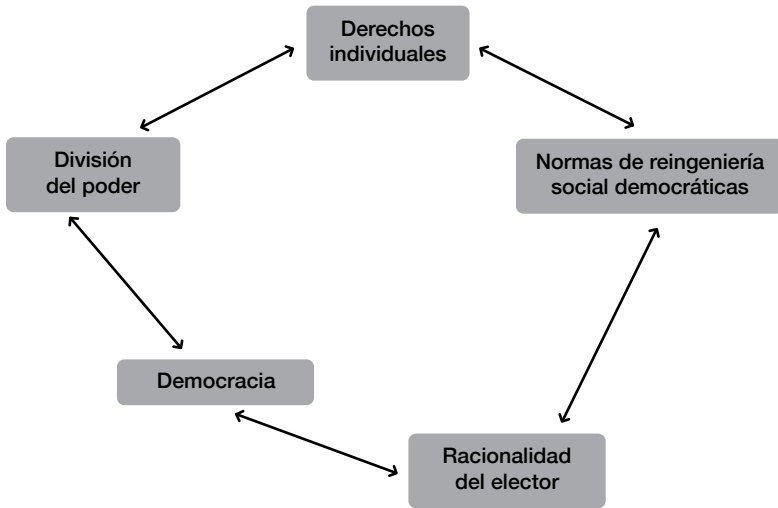 Derechos
individuales
División
del poder
Normas de reingeniería
social democráticas
Democracia
Racionalidad
del elector